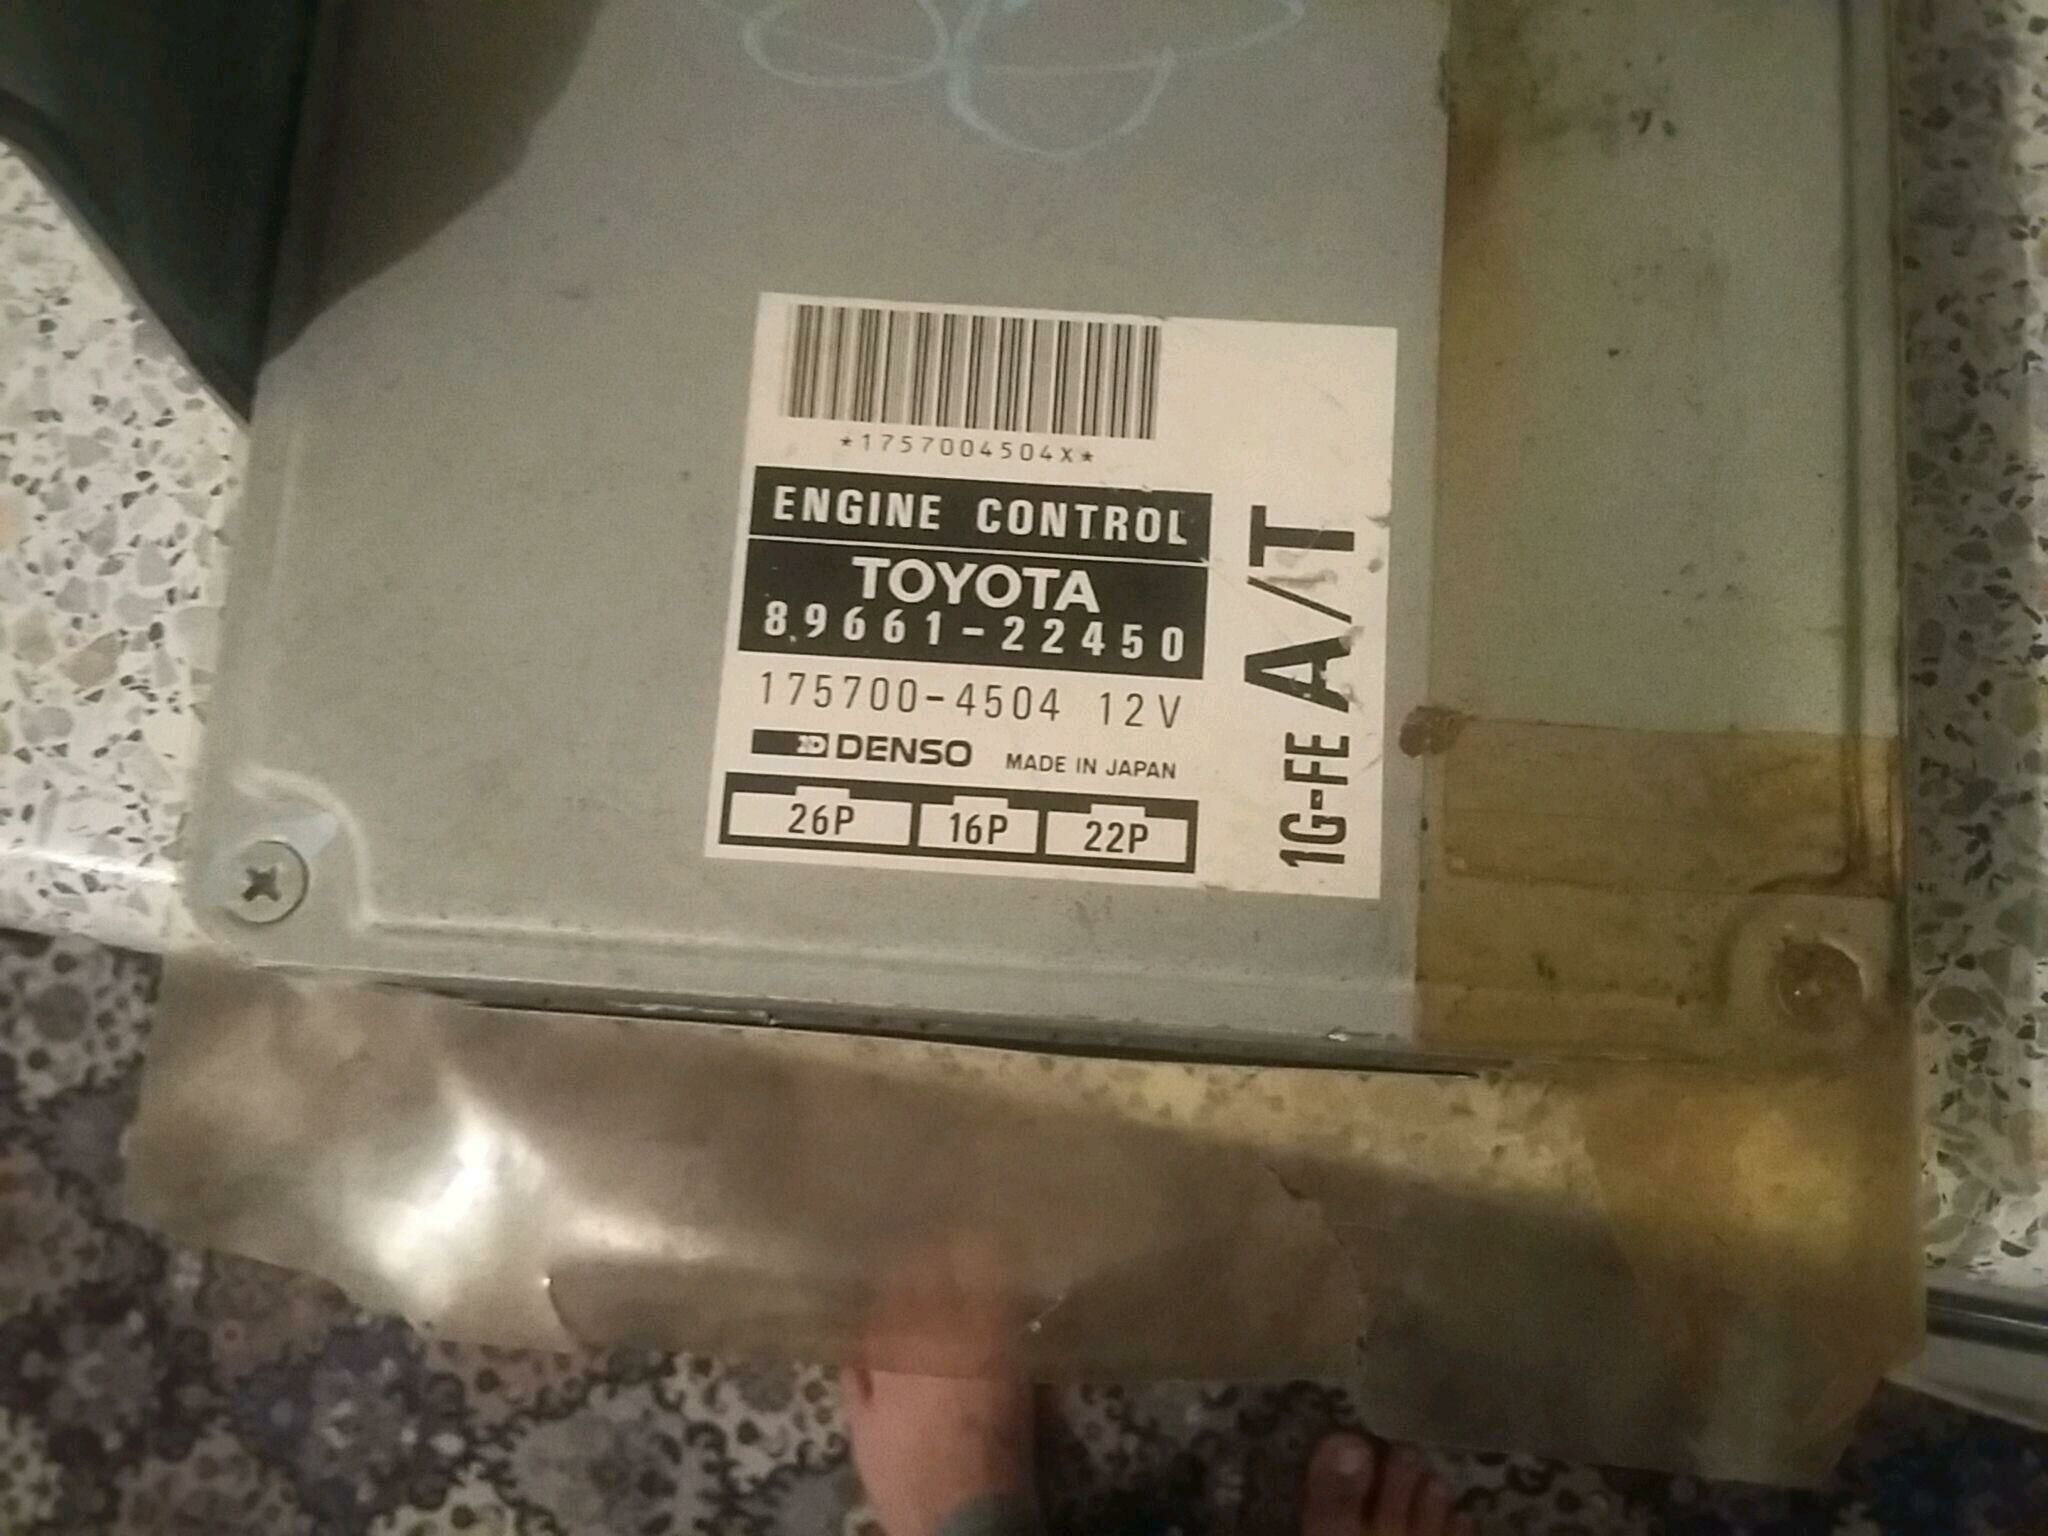 *1757004504X*
ENGINE CONTROL
TOYOTA
89661-22450
175700-4504 12V
DENSO MADE IN JAPAN
26P 16P 22P
1G-FE A/T